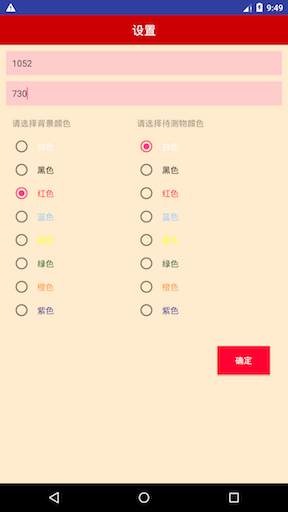 9:49
设置
1052
730
请选择背景颜色 请选择待测物颜色
白色 白色
黑色 黑色
红色 红色
蓝色 蓝色
黄色 黄色
绿色 绿色
橙色 橙色
紫色 紫色
确定